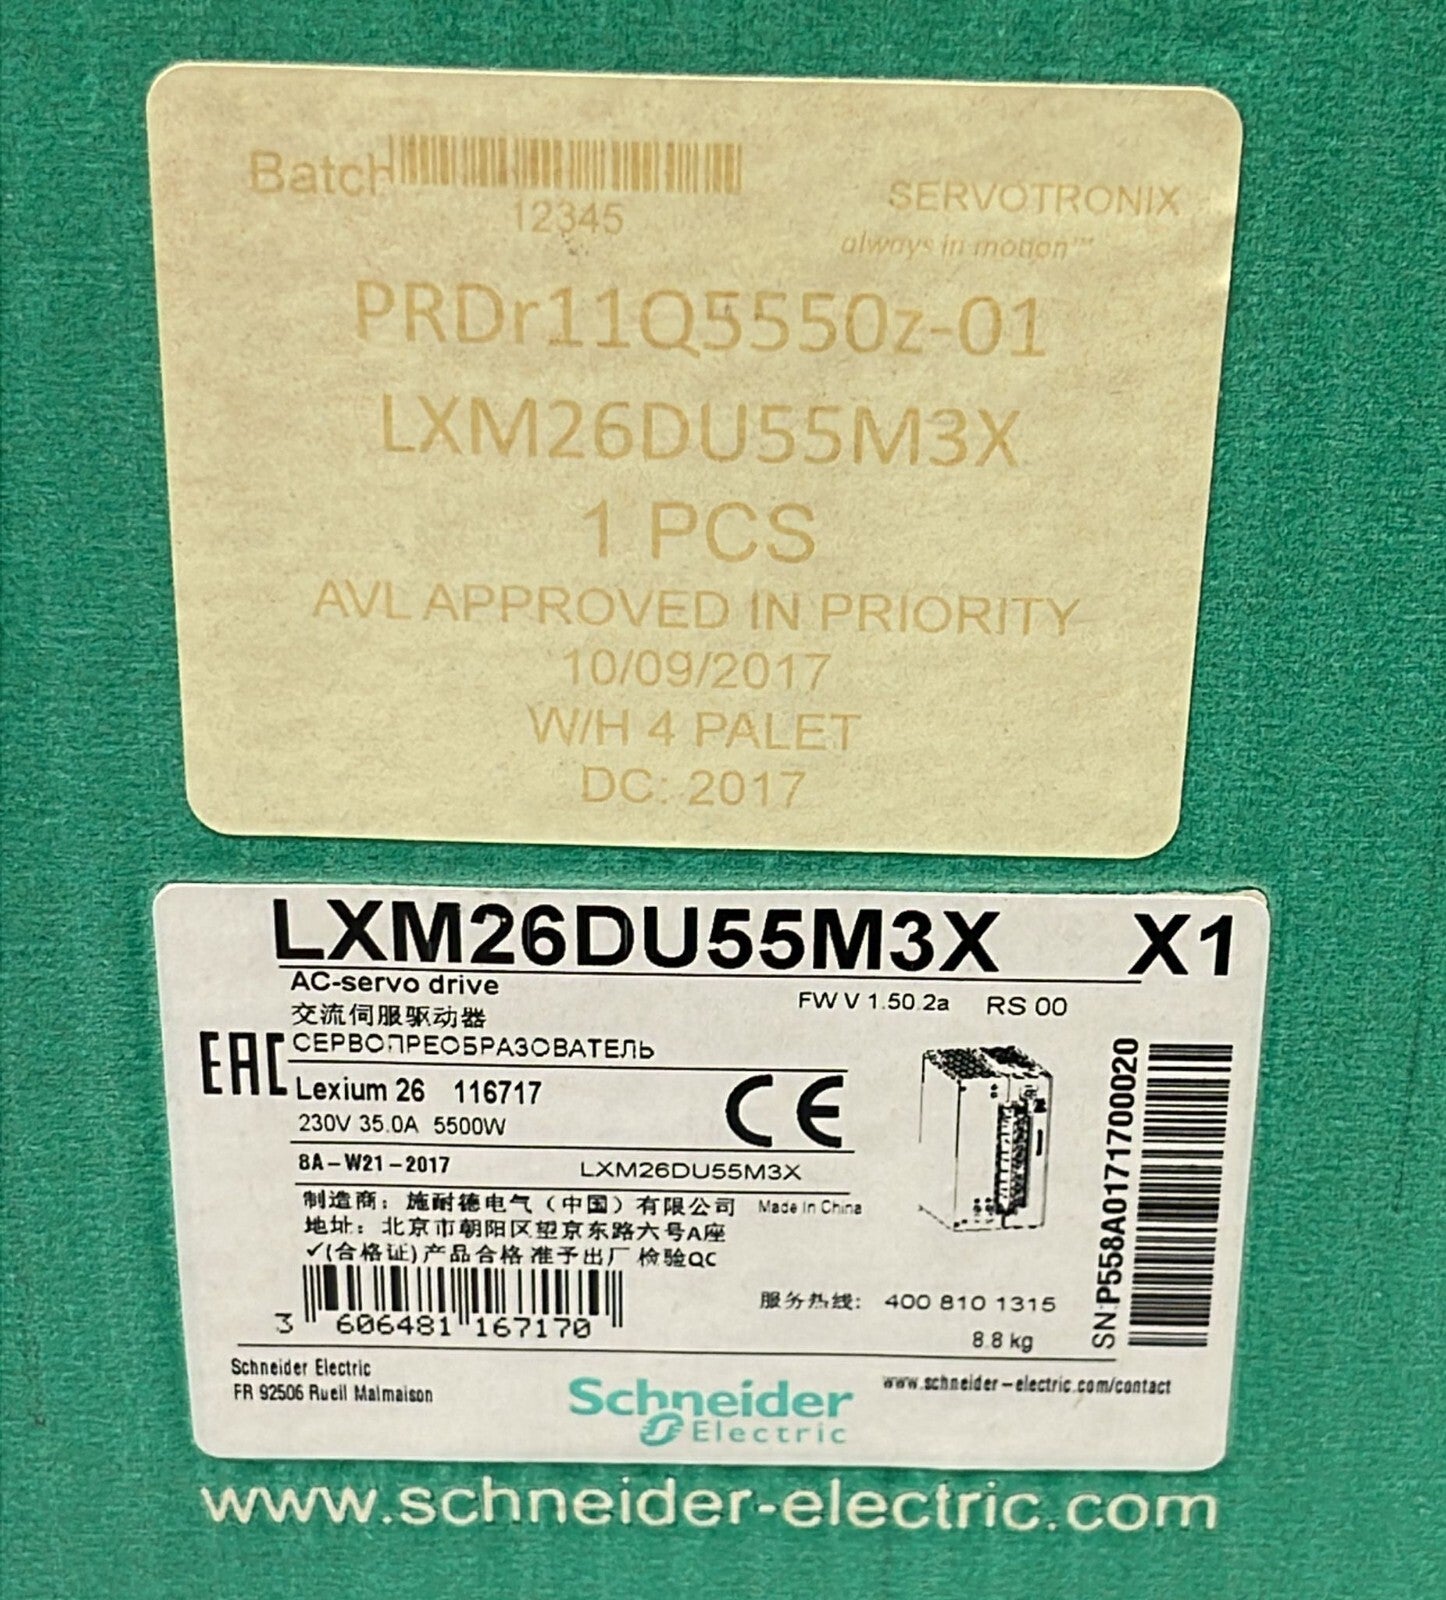 Batch
12345
SERVOTRONIX
always in motion™
PRDr11Q5550z-01
LXM26DU55M3X
1 PCS
AVL APPROVED IN PRIORITY
10/09/2017
W/H 4 PALET
DC: 2017
LXM26DU55M3X X1
AC-servo drive
FW V 1.50.2a RS 00
交流伺服驱动器
СЕРВОПРЕОБРАЗОВАТЕЛЬ
EAC
Lexium 26 116717
CE
230V 35.0A 5500W
8A-W21-2017 LXM26DU55M3X
制造商: 施耐德电气 (中国) 有限公司 Made In China
地址: 北京市朝阳区望京东路六号A座
✓(合格证)产品合格 准予出厂 检验QC
3 606481 167170
服务热线: 400 810 1315
8.8 kg
SN:P558A0171700020
Schneider Electric
FR 92506 Rueil Malmaison
Schneider
Electric
www.schneider-electric.com/contact
www.schneider-electric.com